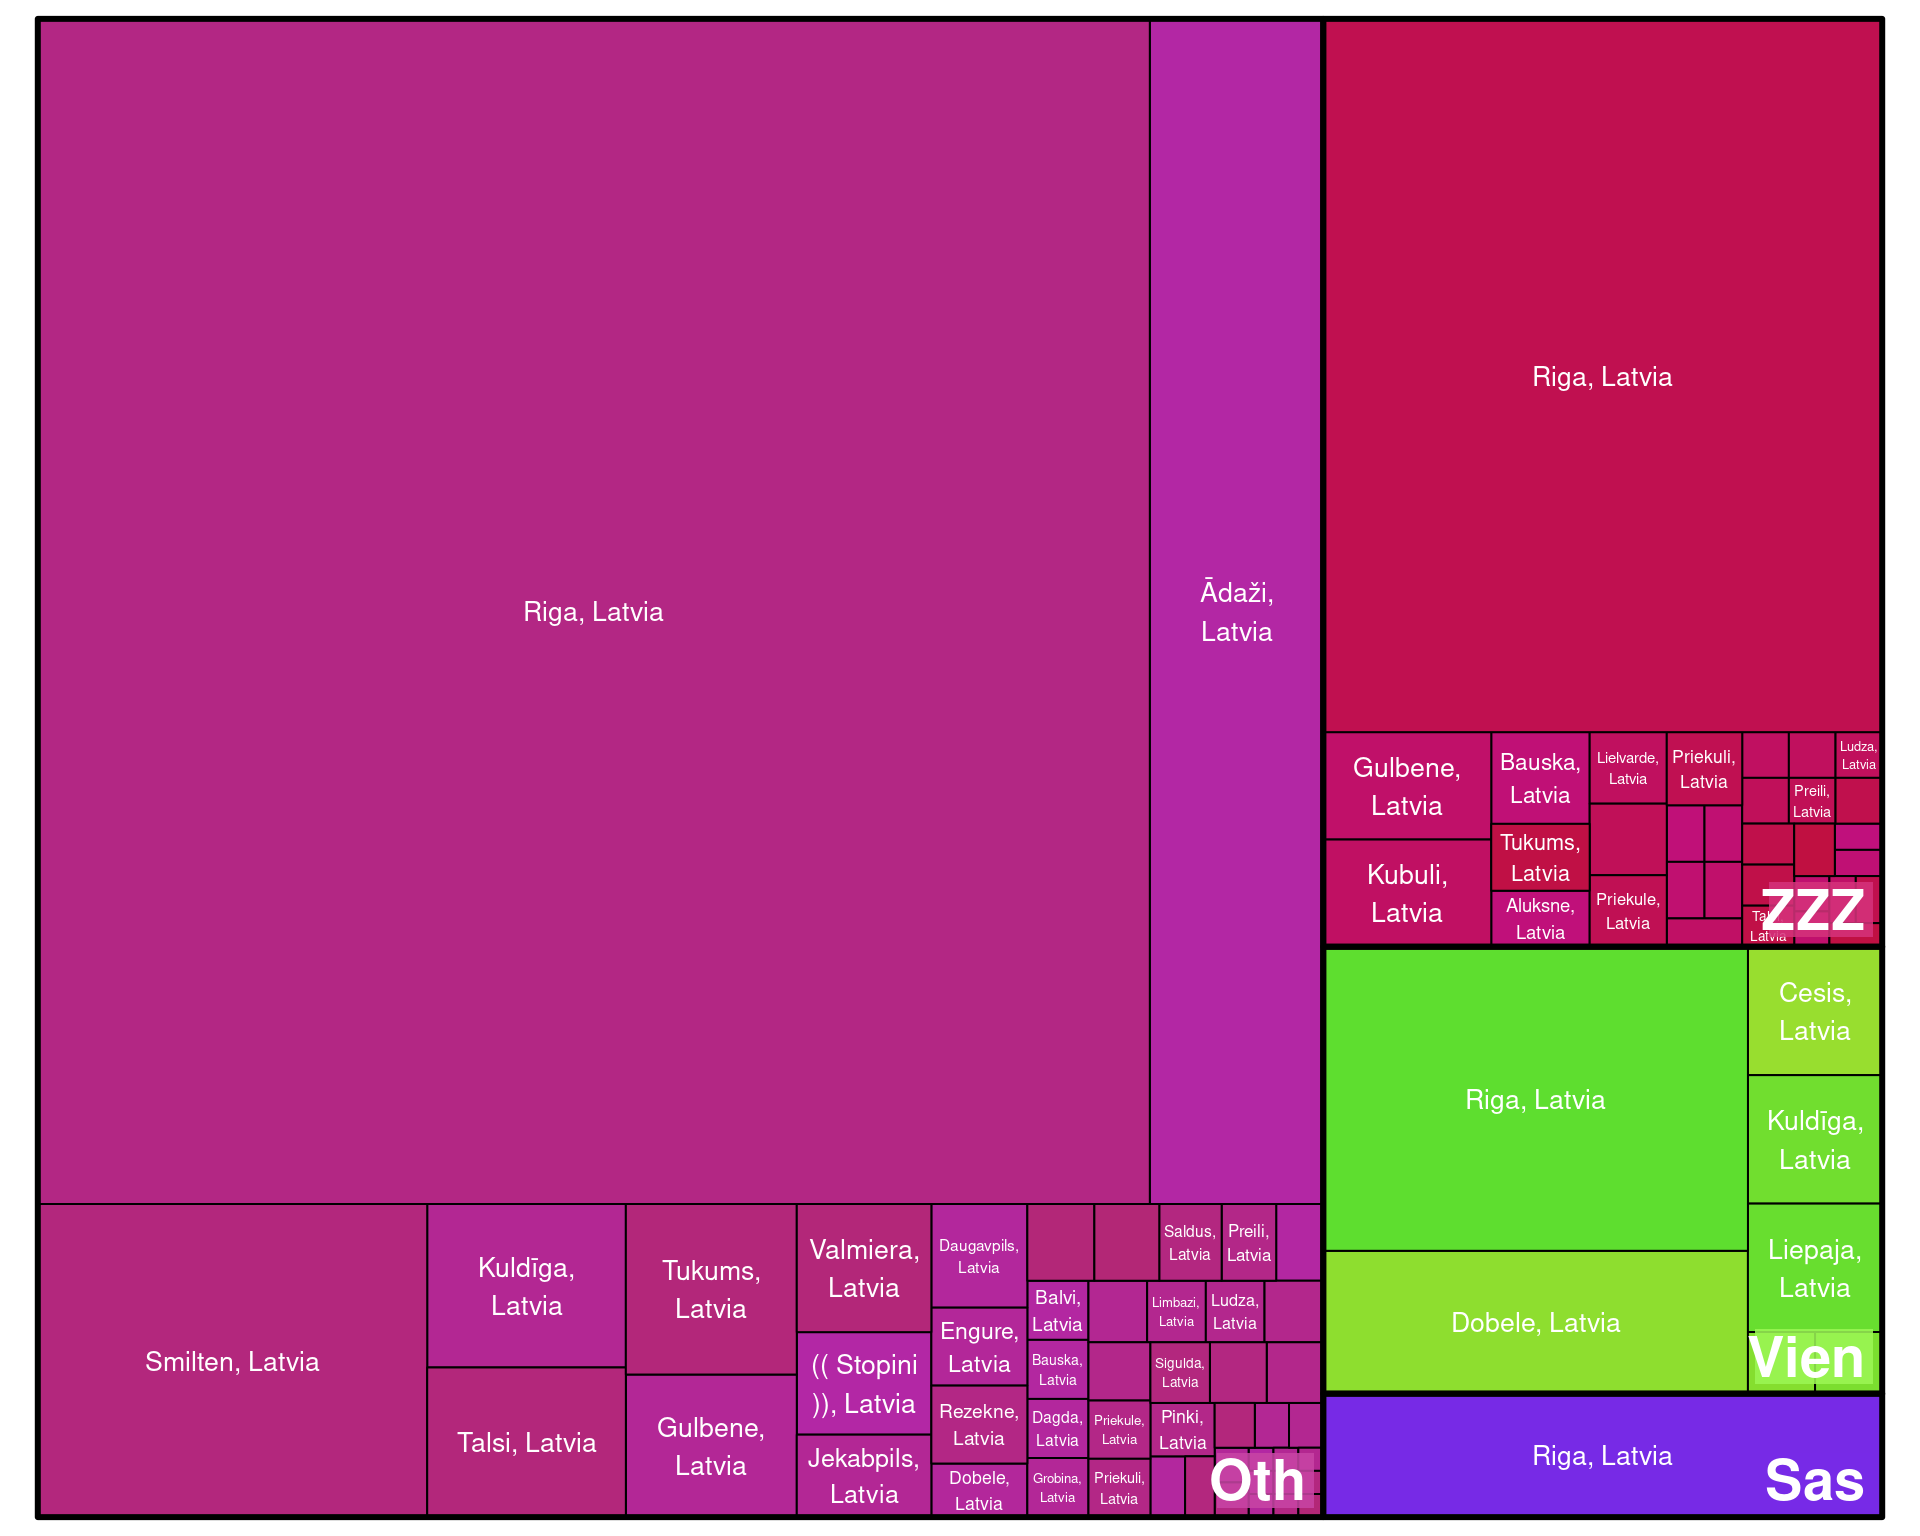 Riga, Latvia
Ādaži,
Latvia
Smilten, Latvia
Kuldīga,
Latvia
Talsi, Latvia
Tukums,
Latvia
Gulbene,
Latvia
Valmiera,
Latvia
(( Stopini
)), Latvia
Jekabpils,
Latvia
Daugavpils,
Latvia
Engure,
Latvia
Rezekne,
Latvia
Dobele,
Latvia
Saldus,
Latvia
Preili,
Latvia
Balvi,
Latvia
Limbazi,
Latvia
Ludza,
Latvia
Bauska,
Latvia
Sigulda,
Latvia
Dagda,
Latvia
Priekule,
Latvia
Pinki,
Latvia
Grobina,
Latvia
Priekuli,
Latvia
Oth
Riga, Latvia
Gulbene,
Latvia
Kubuli,
Latvia
Bauska,
Latvia
Tukums,
Latvia
Aluksne,
Latvia
Lielvarde,
Latvia
Priekule,
Latvia
Priekuli,
Latvia
Ludza,
Latvia
Preili,
Latvia
Latvia
ZZZ
Riga, Latvia
Dobele, Latvia
Cesis,
Latvia
Kuldīga,
Latvia
Liepaja,
Latvia
Vien
Riga, Latvia
Sas